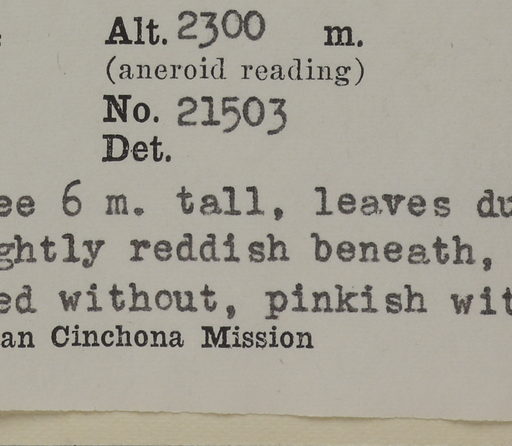 Alt. 2300 m.
(aneroid reading)
No. 21503
Det.
ee 6 m. tall, leaves du
ghtly reddish beneath,
ed without, pinkish wit
an Cinchona Mission